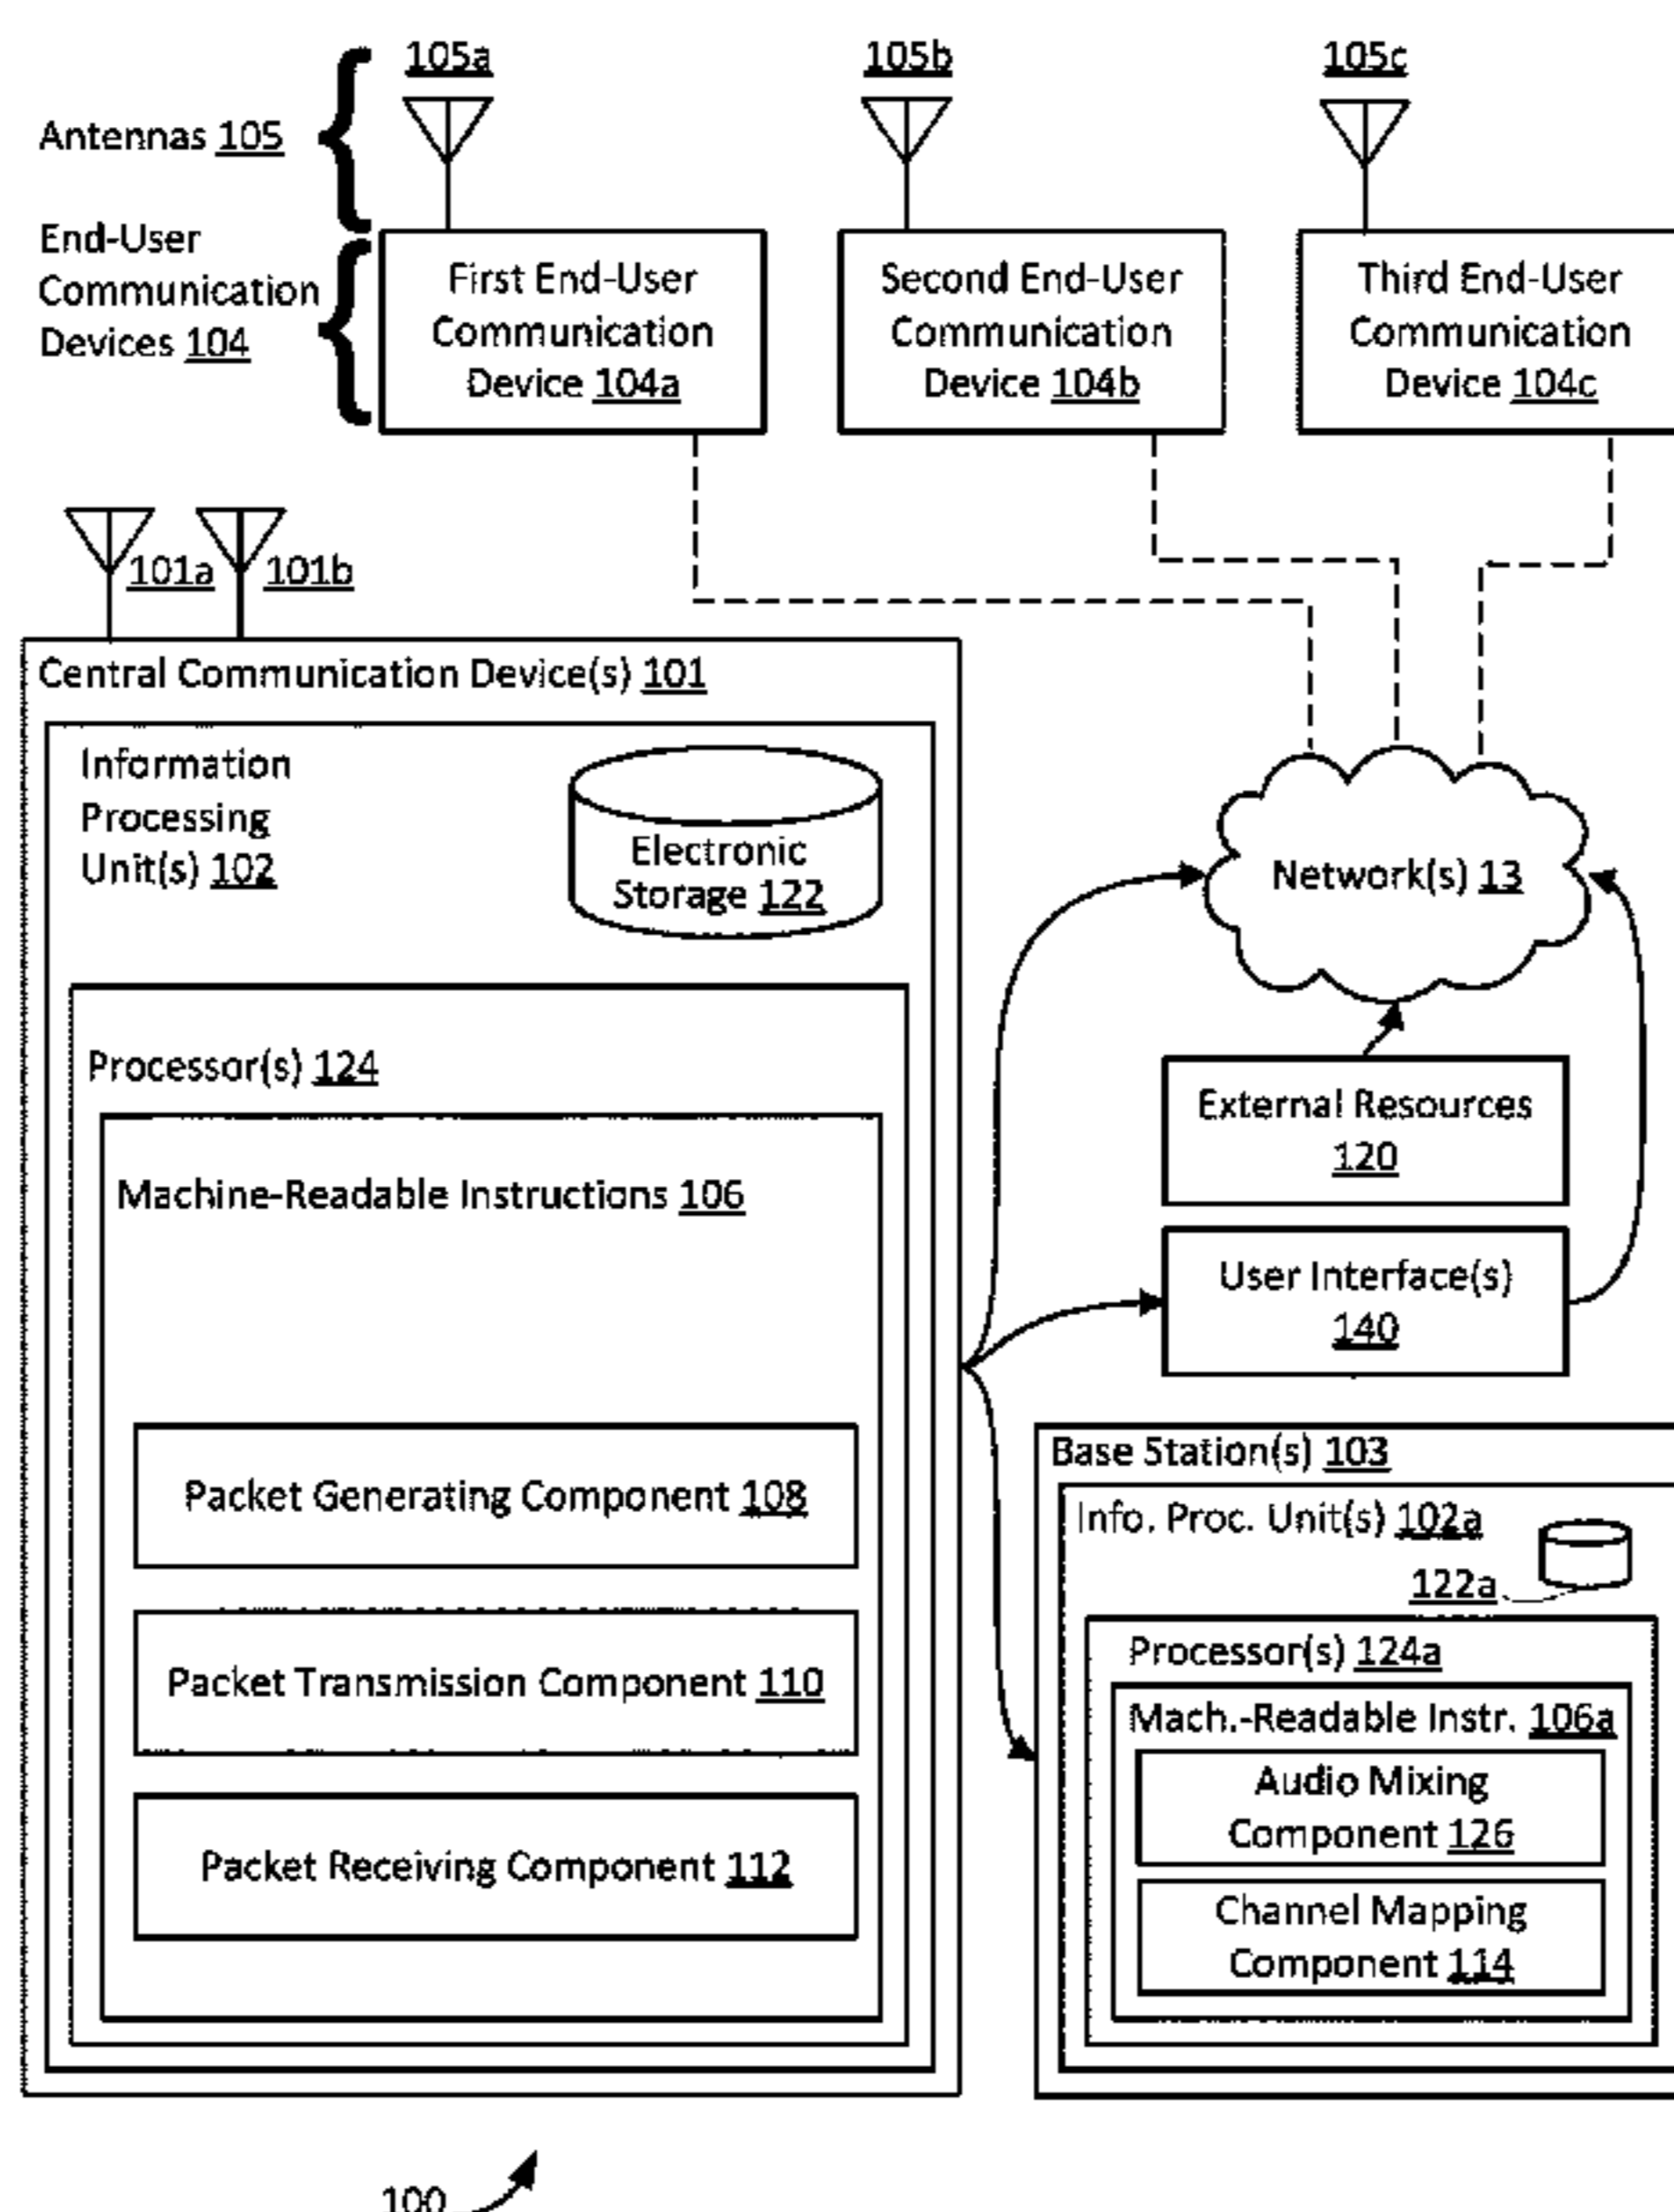 105a
105b
105c
Antennas 105
End-User
Communication
Devices 104
First End-User
Communication
Device 104a
Second End-User
Communication
Device 104b
Third End-User
Communication
Device 104c
101a
101b
Central Communication Device(s) 101
Information
Processing
Unit(s) 102
Electronic
Storage 122
Processor(s) 124
Machine-Readable Instructions 106
Packet Generating Component 108
Packet Transmission Component 110
Packet Receiving Component 112
Network(s) 13
External Resources
120
User Interface(s)
140
Base Station(s) 103
Info. Proc. Unit(s) 102a
122a
Processor(s) 124a
Mach.-Readable Instr. 106a
Audio Mixing
Component 126
Channel Mapping
Component 114
100